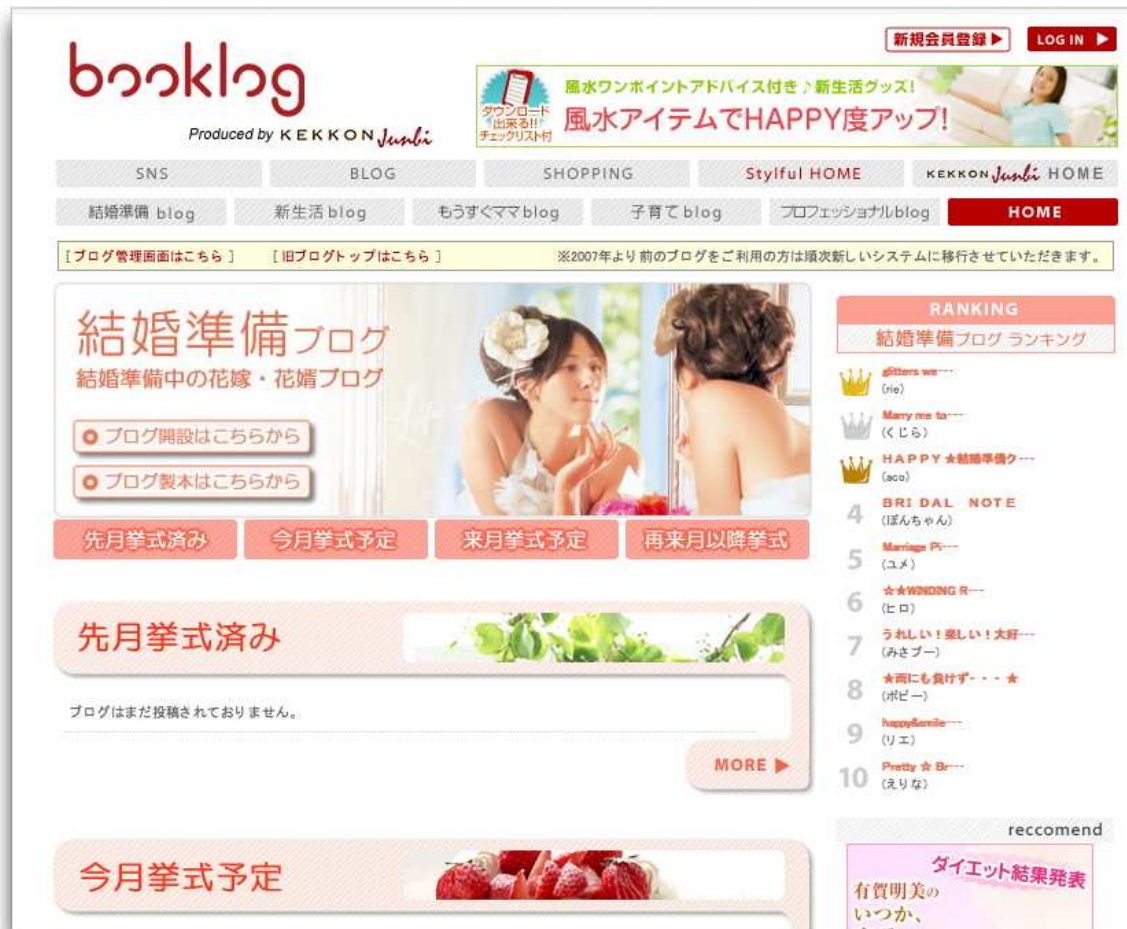 booklog
Produced by KEKKON Junbi
新規会員登録▶
LOG IN ▶
ダウンロード
出来る!!
チェックリスト付
風水ワンポイントアドバイス付き♪新生活グッズ!
風水アイテムでHAPPY度アップ!
SNS
BLOG
SHOPPING
Stylful HOME
KEKKON Junbi HOME
結婚準備 blog
新生活 blog
もうすぐママ blog
子育て blog
プロフェッショナル blog
HOME
[ブログ管理画面はこちら]
[旧ブログトップはこちら]
※2007年より前のブログをご利用の方は順次新しいシステムに移行させていただきます。
結婚準備ブログ
結婚準備中の花嫁・花婿ブログ
ブログ開設はこちらから
ブログ製本はこちらから
先月挙式済み
今月挙式予定
来月挙式予定
再来月以降挙式
先月挙式済み
ブログはまだ投稿されておりません。
MORE ▶
今月挙式予定
RANKING
結婚準備ブログ ランキング
glitters we---
(rie)
Marry me to---
(くじら)
HAPPY★結婚準備ク---
(aco)
4
BRIDAL NOTE
(ぽんちゃん)
5
Marriage Pi---
(ユメ)
6
☆★WINDING R---
(ヒロ)
7
うれしい!楽しい!大好---
(みさブー)
8
★雨にも負けず・・・★
(ポピー)
9
happy&smile---
(リエ)
10
Pretty ☆ Br---
(えりな)
reccomend
ダイエット結果発表
有賀明美の
いつか、